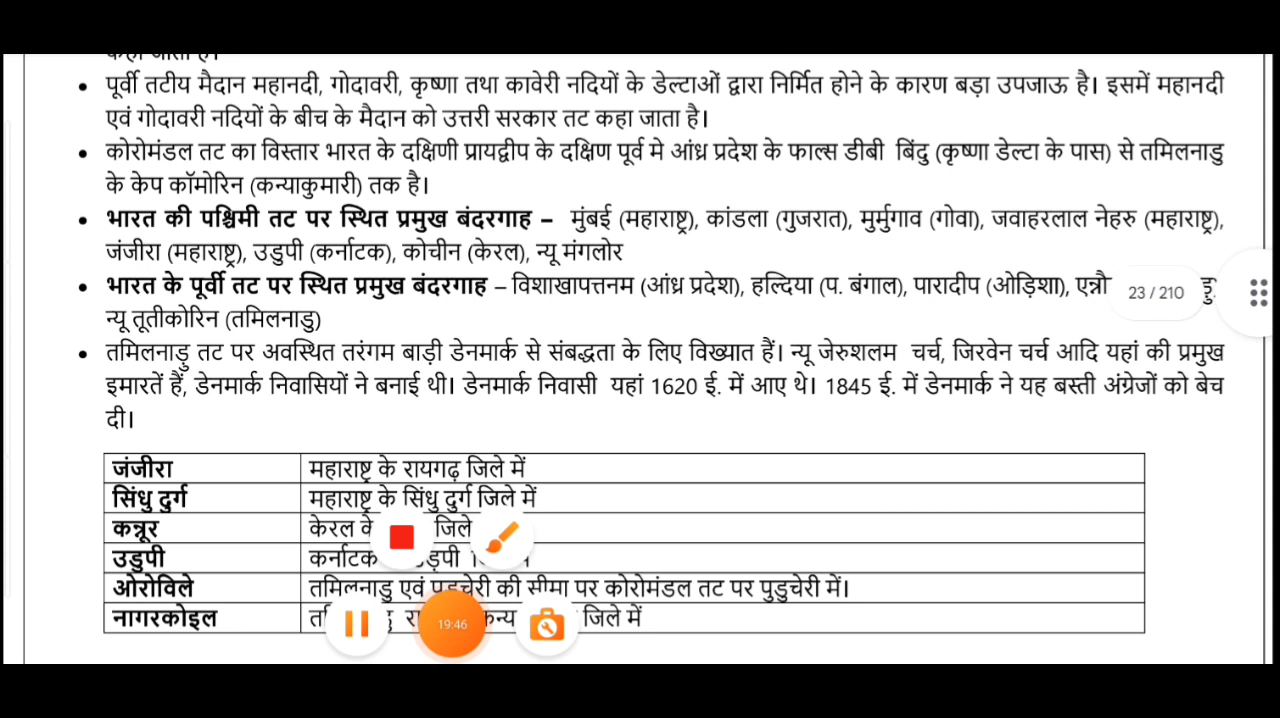 कहा जाता है।
• पूर्वी तटीय मैदान महानदी, गोदावरी, कृष्णा तथा कावेरी नदियों के डेल्टाओं द्वारा निर्मित होने के कारण बड़ा उपजाऊ है। इसमें महानदी
एवं गोदावरी नदियों के बीच के मैदान को उत्तरी सरकार तट कहा जाता है।
• कोरोमंडल तट का विस्तार भारत के दक्षिणी प्रायद्वीप के दक्षिण पूर्व मे आंध्र प्रदेश के फाल्स डीबी बिंदु (कृष्णा डेल्टा के पास) से तमिलनाडु
के केप कॉमोरिन (कन्याकुमारी) तक है।
• भारत की पश्चिमी तट पर स्थित प्रमुख बंदरगाह – मुंबई (महाराष्ट्र), कांडला (गुजरात), मुर्मुगाव (गोवा), जवाहरलाल नेहरु (महाराष्ट्र),
जंजीरा (महाराष्ट्र), उडुपी (कर्नाटक), कोचीन (केरल), न्यू मंगलोर
• भारत के पूर्वी तट पर स्थित प्रमुख बंदरगाह – विशाखापत्तनम (आंध्र प्रदेश), हल्दिया (प. बंगाल), पारादीप (ओड़िशा),
23 / 210
न्यू तूतीकोरिन (तमिलनाडु)
• तमिलनाडु तट पर अवस्थित तरंगम बाड़ी डेनमार्क से संबद्धता के लिए विख्यात हैं। न्यू जेरुशलम चर्च, जिरवेन चर्च आदि यहां की प्रमुख
इमारतें हैं, डेनमार्क निवासियों ने बनाई थी। डेनमार्क निवासी यहां 1620 ई. में आए थे। 1845 ई. में डेनमार्क ने यह बस्ती अंग्रेजों को बेच
दी।
जंजीरा महाराष्ट्र के रायगढ़ जिले में
सिंधु दुर्ग महाराष्ट्र के सिंधु दुर्ग जिले में
कन्नूर केरल जिले
उडुपी कर्नाटक
ओरोविले तमिलनाडु एवं पुडुचेरी की सीमा पर कोरोमंडल तट पर पुडुचेरी में।
नागरकोइल जिले में
19:46